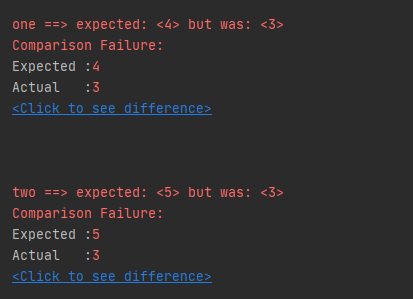 one ==> expected: <4> but was: <3>
Comparison Failure:
Expected :4
Actual   :3
<Click to see difference>
two ==> expected: <5> but was: <3>
Comparison Failure:
Expected :5
Actual   :3
<Click to see difference>